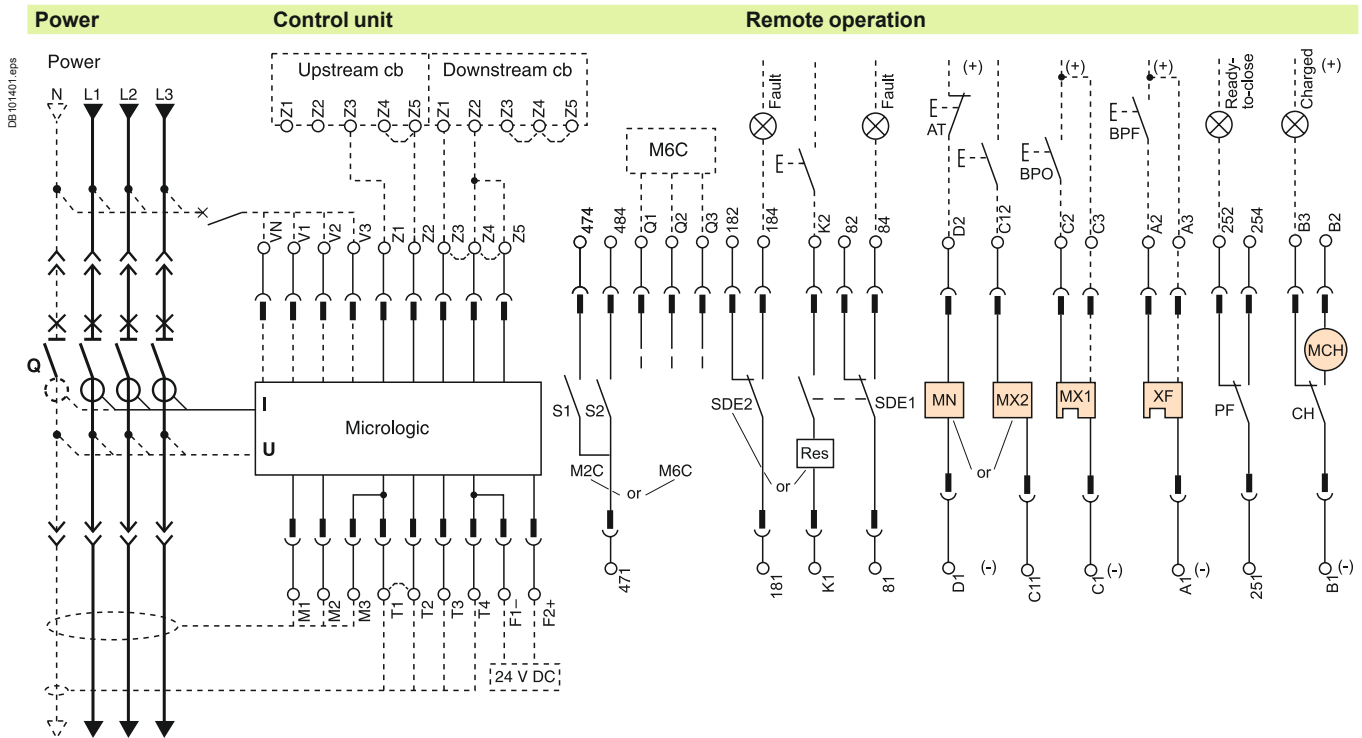 Power Control unit Remote operation
DB101401.eps
Power
N L1 L2 L3
Upstream cb Downstream cb
Z1 Z2 Z3 Z4 Z5 Z1 Z2 Z3 Z4 Z5
M6C
Fault
Fault
(+)
AT
(+)
BPO
(+)
BPF
Ready-
to-close
Charged
(+)
VN V1 V2 V3 Z1 Z2 Z3 Z4 Z5
474 484 Q1 Q2 Q3 182 184 K2 82 84 D2 C12 C2 C3 A2 A3 252 254 B3 B2
Q
I
U
Micrologic
S1 S2
M2C or M6C
SDE2
Res
or
SDE1
MN MX2 MX1 XF
or
PF
CH
MCH
471 181 K1 81 D1 (-) C11 C1 (-) A1 (-) 251 B1 (-)
M1 M2 M3 T1 T2 T3 T4 F1– F2+
24 V DC